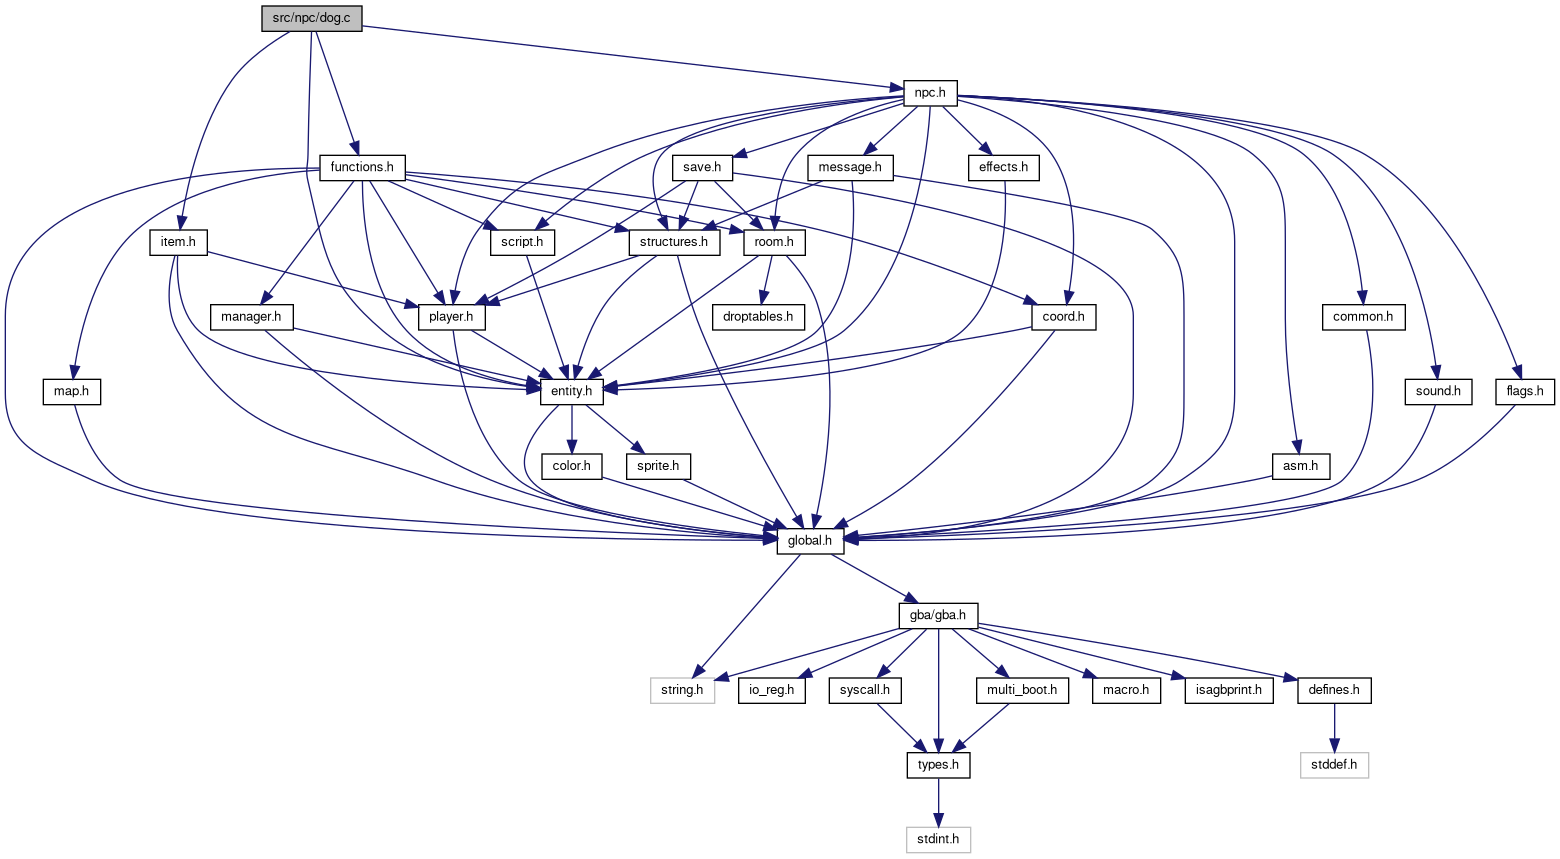 src/npc/dog.c
npc.h
functions.h
save.h
message.h
effects.h
item.h
script.h
structures.h
room.h
manager.h
player.h
droptables.h
coord.h
common.h
map.h
entity.h
sound.h
flags.h
color.h
sprite.h
asm.h
global.h
gba/gba.h
string.h
io_reg.h
syscall.h
multi_boot.h
macro.h
isagbprint.h
defines.h
types.h
stddef.h
stdint.h